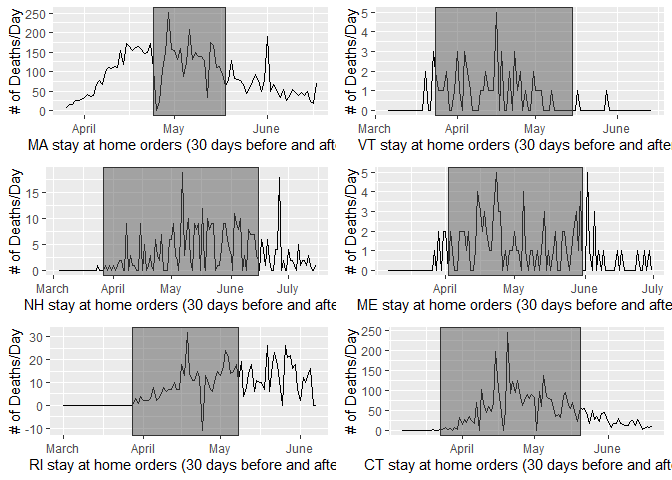 # of Deaths/Day
250
200
150
100
50
0
April May June
MA stay at home orders (30 days before and afte
# of Deaths/Day
5
4
3
2
1
0
March April May June
VT stay at home orders (30 days before and afte
# of Deaths/Day
15
10
5
0
March April May June July
NH stay at home orders (30 days before and afte
# of Deaths/Day
5
4
3
2
1
0
April May June July
ME stay at home orders (30 days before and afte
# of Deaths/Day
30
20
10
0
-10
March April May June
RI stay at home orders (30 days before and afte
# of Deaths/Day
250
200
150
100
50
0
April May June
CT stay at home orders (30 days before and afte